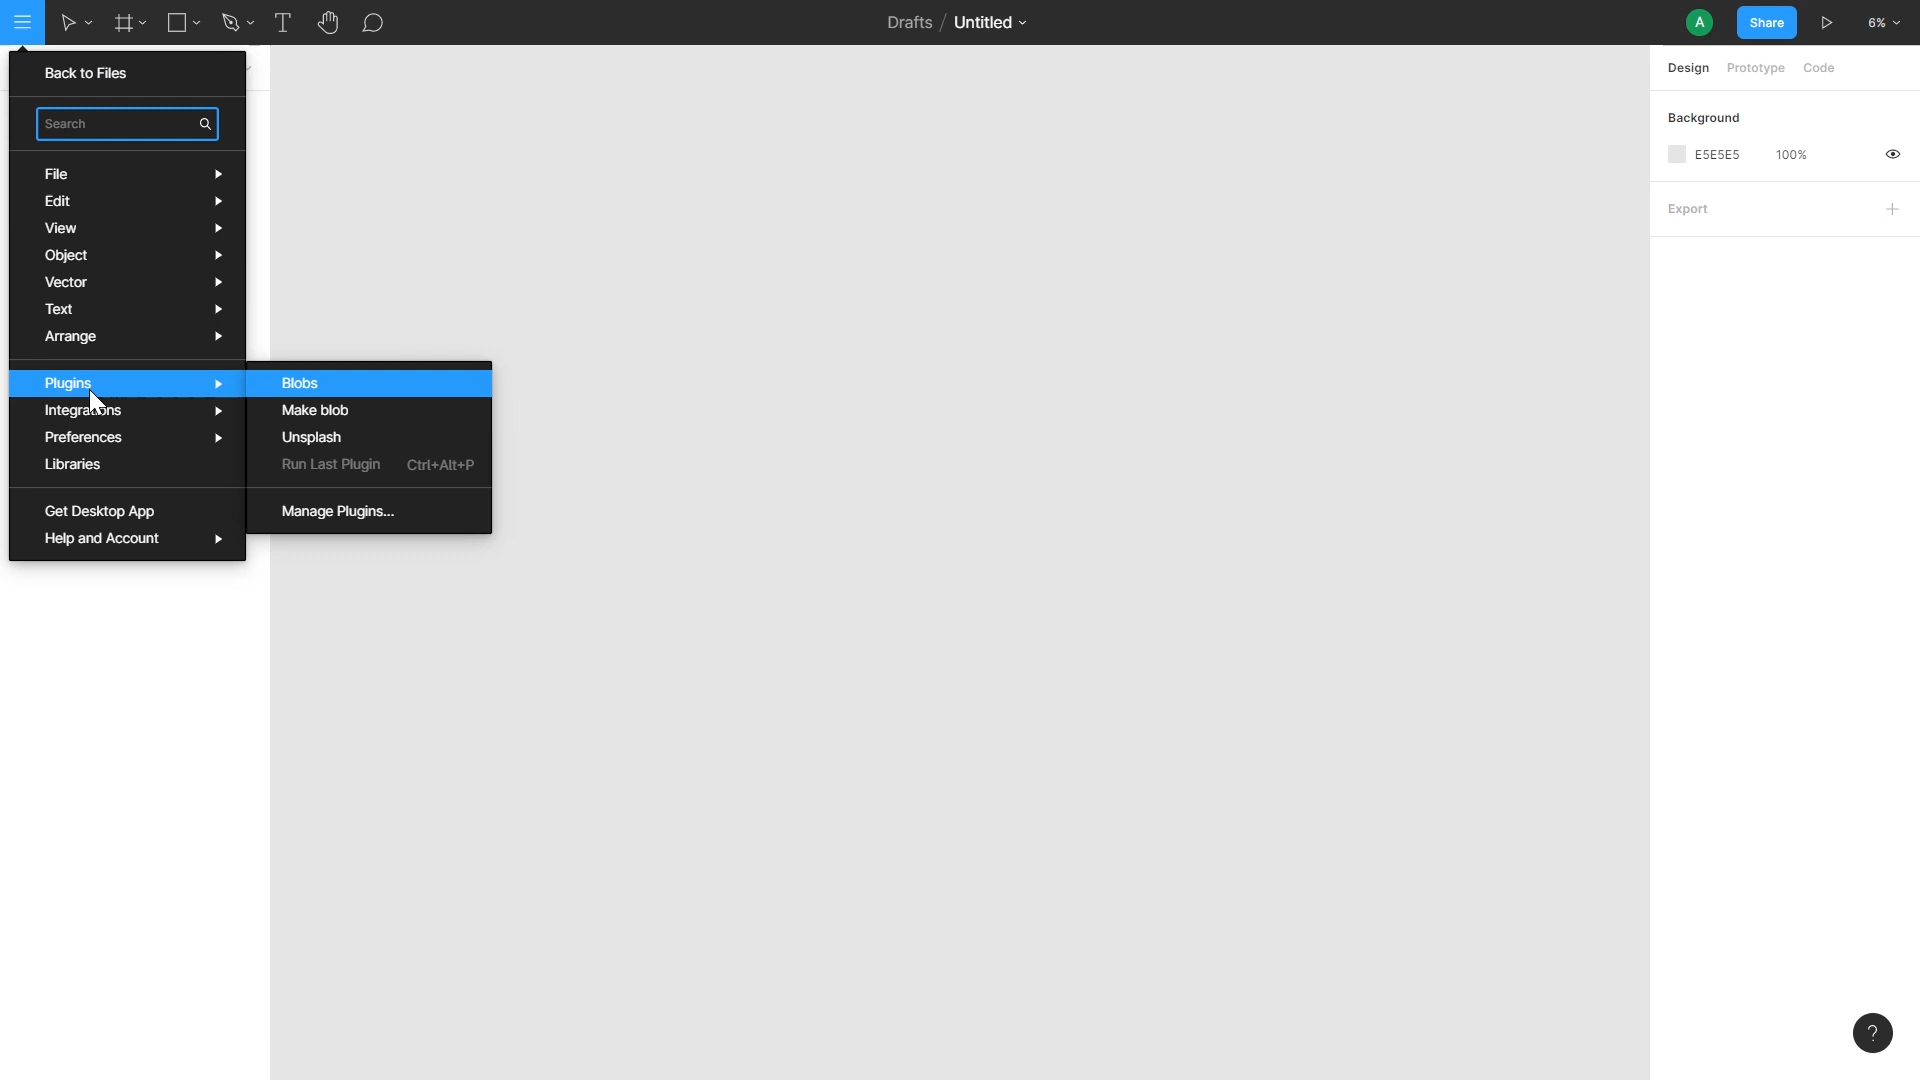 Drafts / Untitled
A
Share
6%
Back to Files
Search
File
Edit
View
Object
Vector
Text
Arrange
Plugins
Integrations
Preferences
Libraries
Get Desktop App
Help and Account
Blobs
Make blob
Unsplash
Run Last Plugin Ctrl+Alt+P
Manage Plugins...
Design Prototype Code
Background
E5E5E5 100%
Export
?